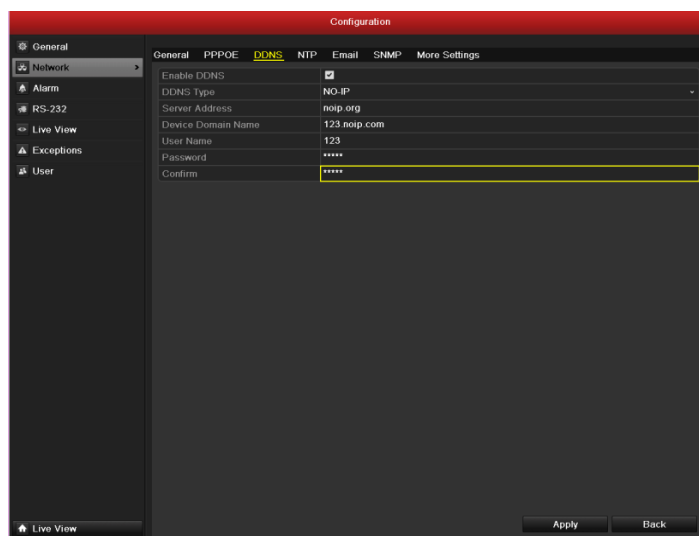 Configuration
General
Network >
Alarm
RS-232
Live View
Exceptions
User
General PPPOE DDNS NTP Email SNMP More Settings
Enable DDNS
DDNS Type NO-IP
Server Address noip.org
Device Domain Name 123.noip.com
User Name 123
Password *****
Confirm *****
Live View
Apply Back